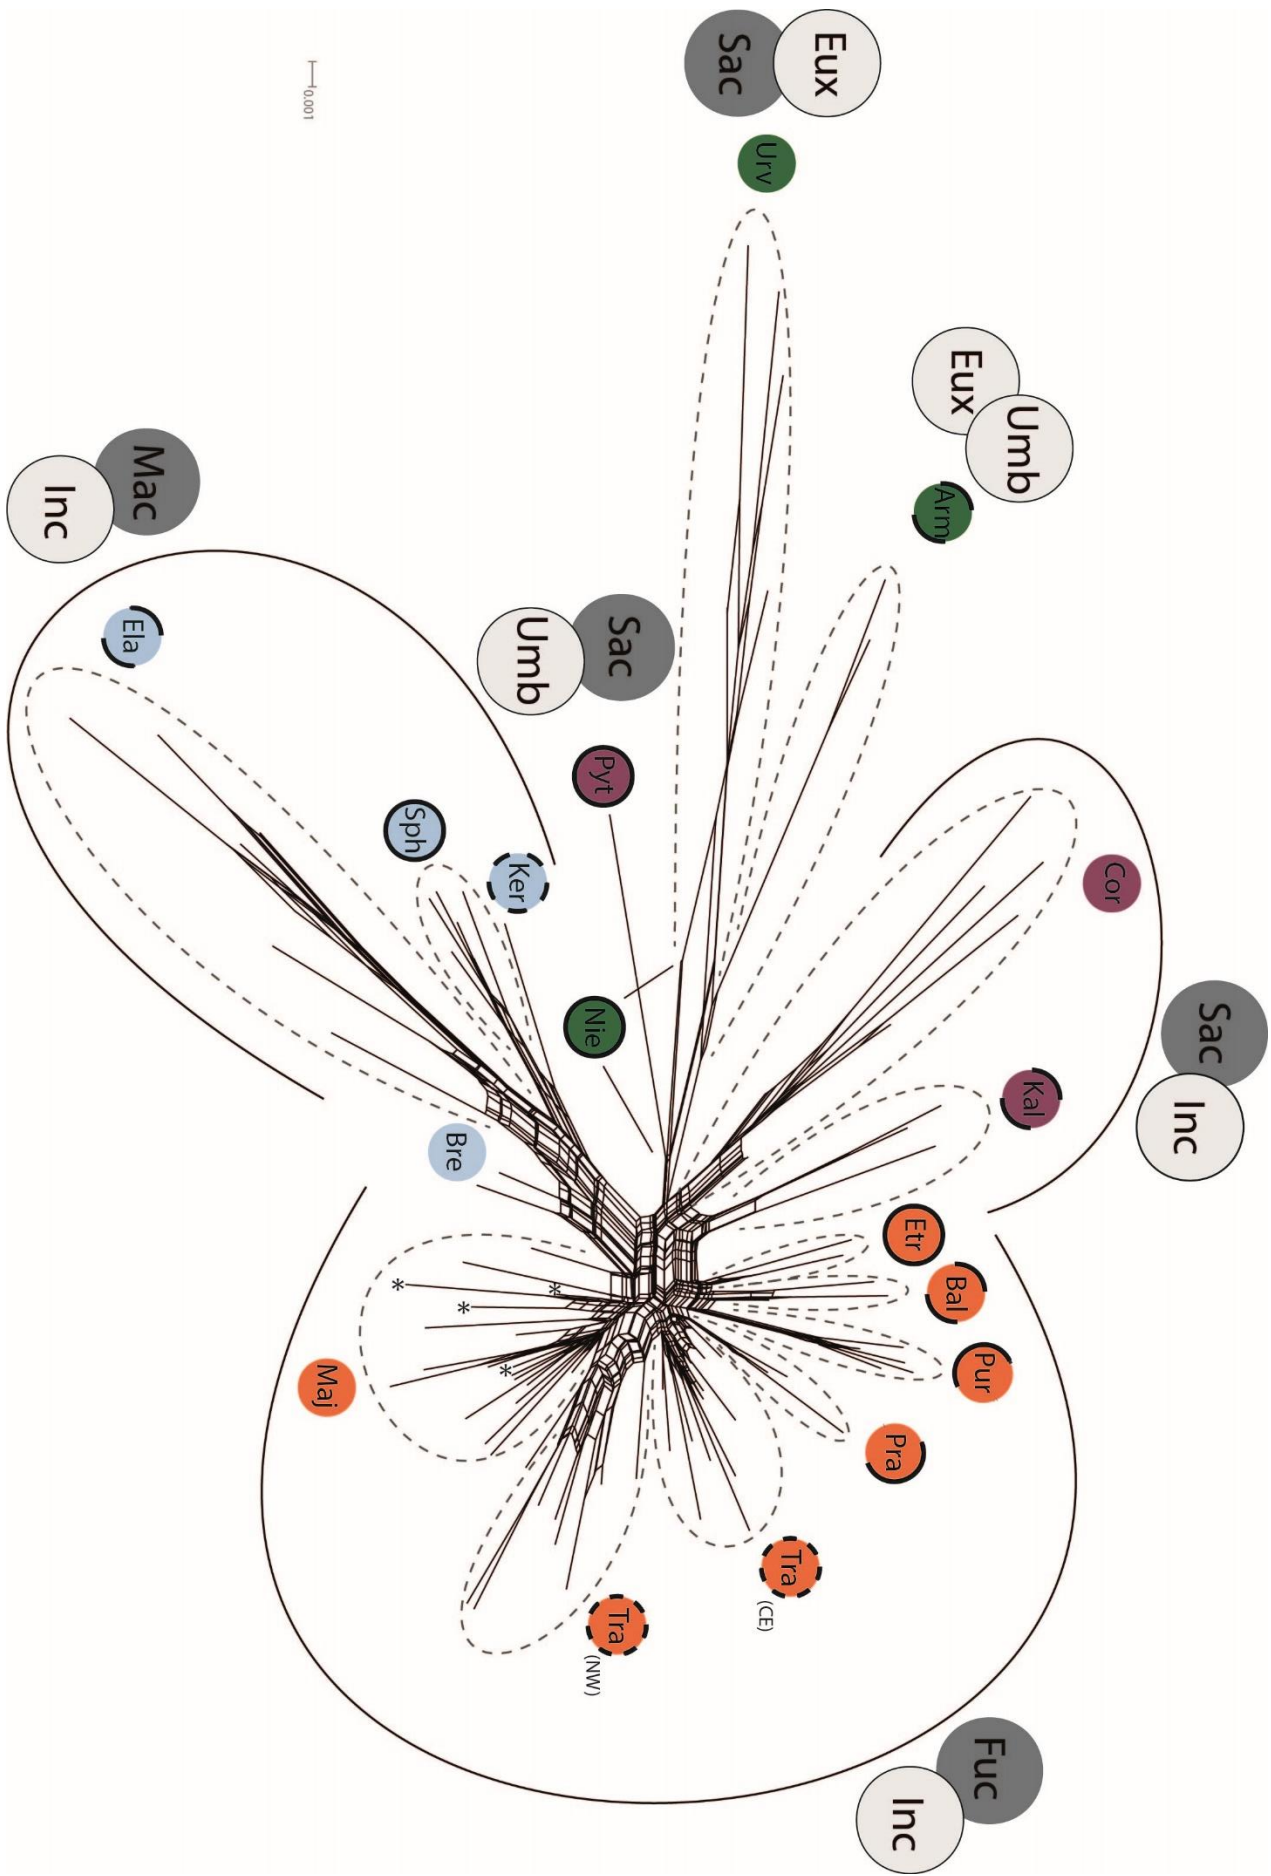 Eux
Sac
Urv
0.001
Eux
Umb
Arm
Mac
Inc
Ela
Sac
Umb
Pyt
Sph
Ker
Cor
Nie
Sac
Inc
Kal
Bre
Etr
Bal
Pur
Maj
Pra
Tra
(CE)
Tra
(NW)
Fuc
Inc
*
*
*
*